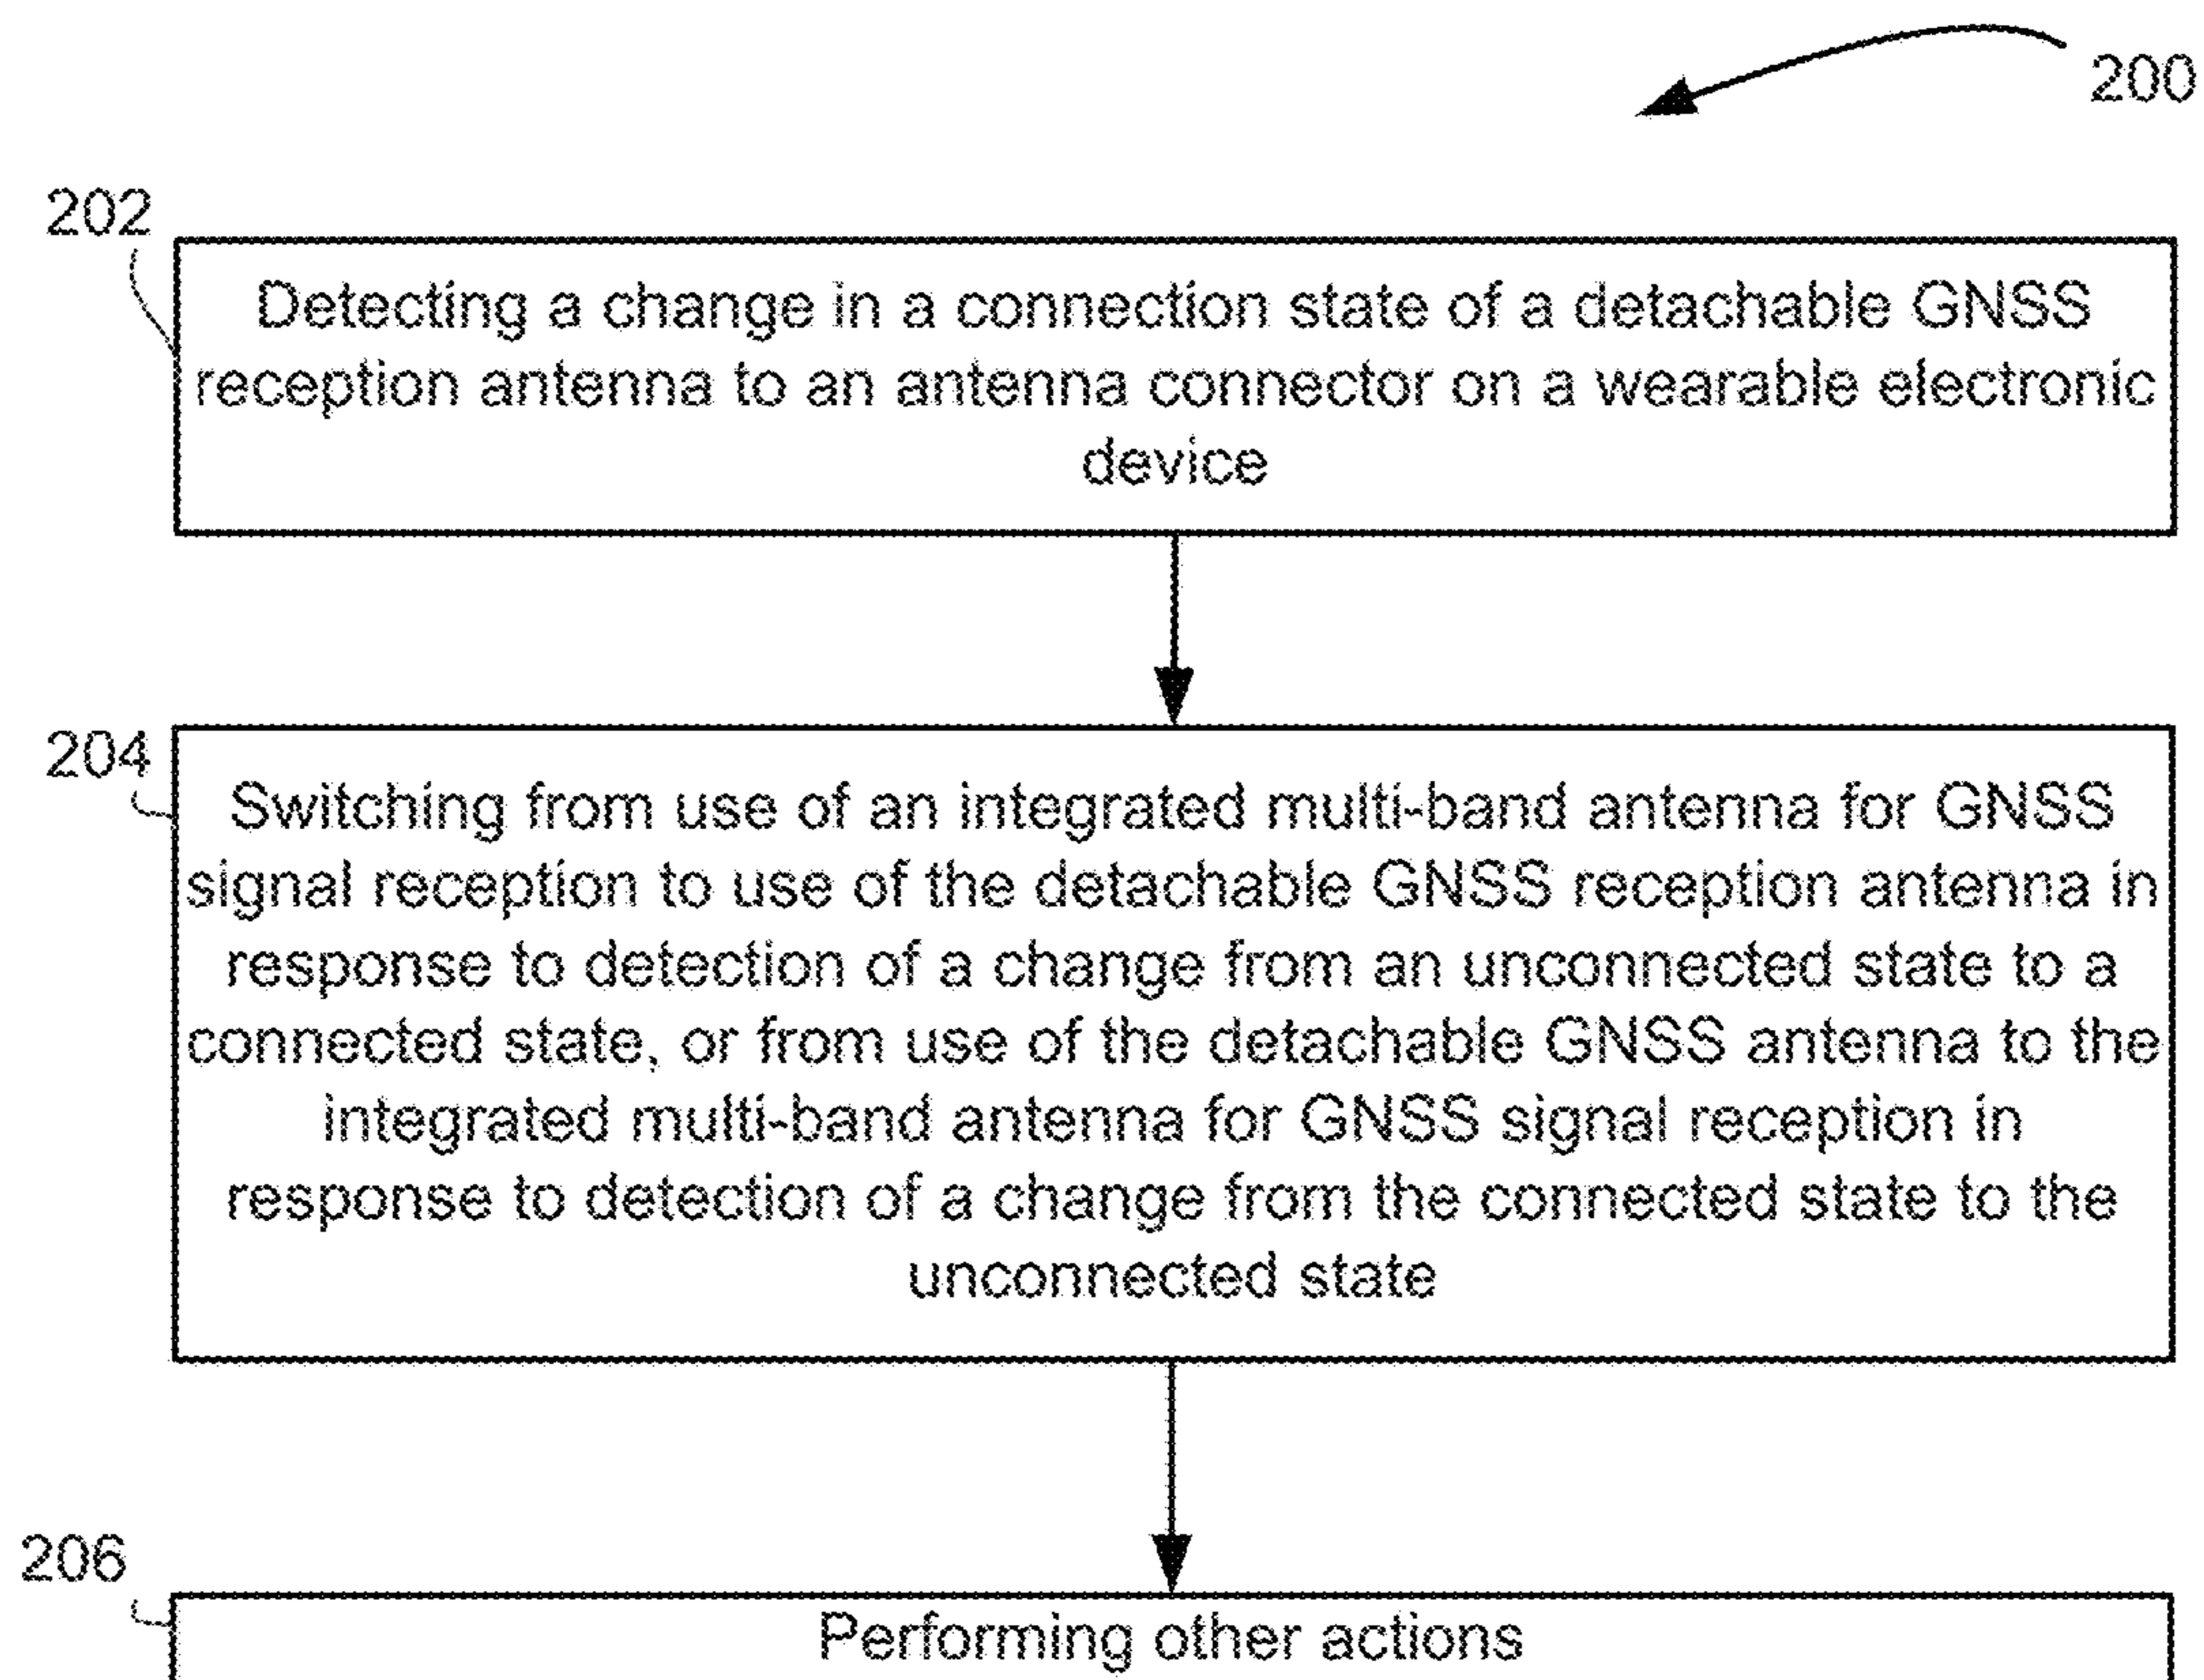 200
202
Detecting a change in a connection state of a detachable GNSS
reception antenna to an antenna connector on a wearable electronic
device
204
Switching from use of an integrated multi-band antenna for GNSS
signal reception to use of the detachable GNSS reception antenna in
response to detection of a change from an unconnected state to a
connected state, or from use of the detachable GNSS antenna to the
integrated multi-band antenna for GNSS signal reception in
response to detection of a change from the connected state to the
unconnected state
206
Performing other actions